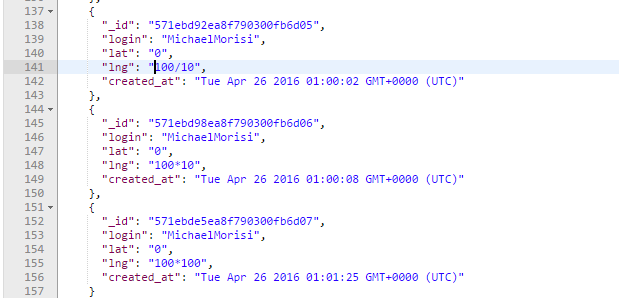 137 {
138 "_id": "571ebd92ea8f790300fb6d05",
139 "login": "MichaelMorisi",
140 "lat": "0",
141 "lng": "100/10",
142 "created_at": "Tue Apr 26 2016 01:00:02 GMT+0000 (UTC)"
143 },
144 {
145 "_id": "571ebd98ea8f790300fb6d06",
146 "login": "MichaelMorisi",
147 "lat": "0",
148 "lng": "100*10",
149 "created_at": "Tue Apr 26 2016 01:00:08 GMT+0000 (UTC)"
150 },
151 {
152 "_id": "571ebde5ea8f790300fb6d07",
153 "login": "MichaelMorisi",
154 "lat": "0",
155 "lng": "100*100",
156 "created_at": "Tue Apr 26 2016 01:01:25 GMT+0000 (UTC)"
157 }